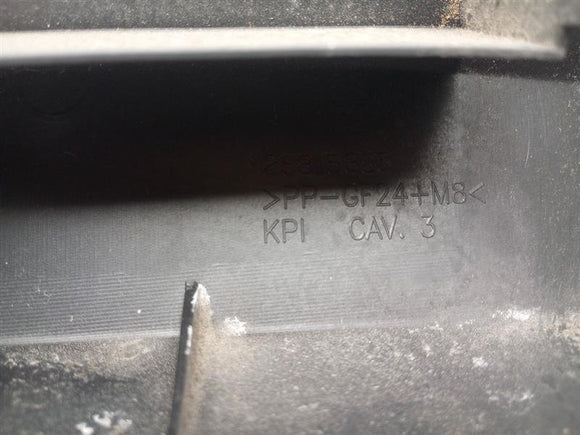 >PP-GF24+M8<
KPI CAV. 3